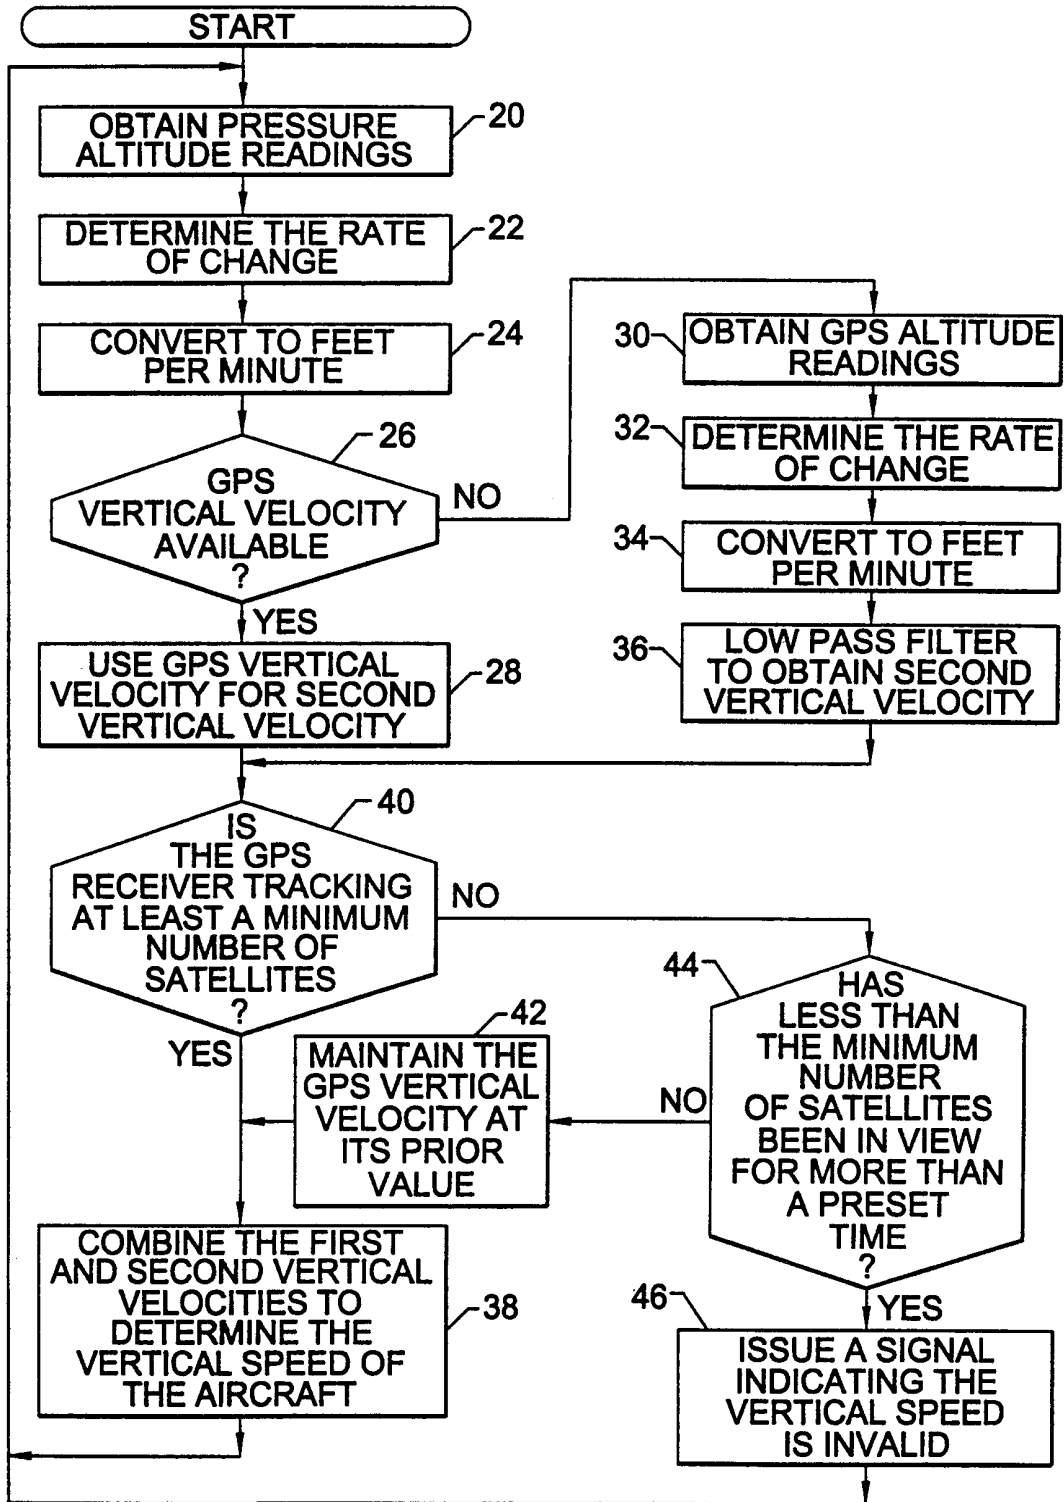 START
OBTAIN PRESSURE
ALTITUDE READINGS
20
DETERMINE THE RATE
OF CHANGE
22
CONVERT TO FEET
PER MINUTE
24
GPS
VERTICAL VELOCITY
AVAILABLE
?
26
NO
YES
USE GPS VERTICAL
VELOCITY FOR SECOND
VERTICAL VELOCITY
28
30
OBTAIN GPS ALTITUDE
READINGS
32
DETERMINE THE RATE
OF CHANGE
34
CONVERT TO FEET
PER MINUTE
36
LOW PASS FILTER
TO OBTAIN SECOND
VERTICAL VELOCITY
40
IS
THE GPS
RECEIVER TRACKING
AT LEAST A MINIMUM
NUMBER OF
SATELLITES
?
NO
YES
44
HAS
LESS THAN
THE MINIMUM
NUMBER
OF SATELLITES
BEEN IN VIEW
FOR MORE THAN
A PRESET
TIME
?
NO
YES
42
MAINTAIN THE
GPS VERTICAL
VELOCITY AT
ITS PRIOR
VALUE
COMBINE THE FIRST
AND SECOND VERTICAL
VELOCITIES TO
DETERMINE THE
VERTICAL SPEED OF
THE AIRCRAFT
38
46
ISSUE A SIGNAL
INDICATING THE
VERTICAL SPEED
IS INVALID